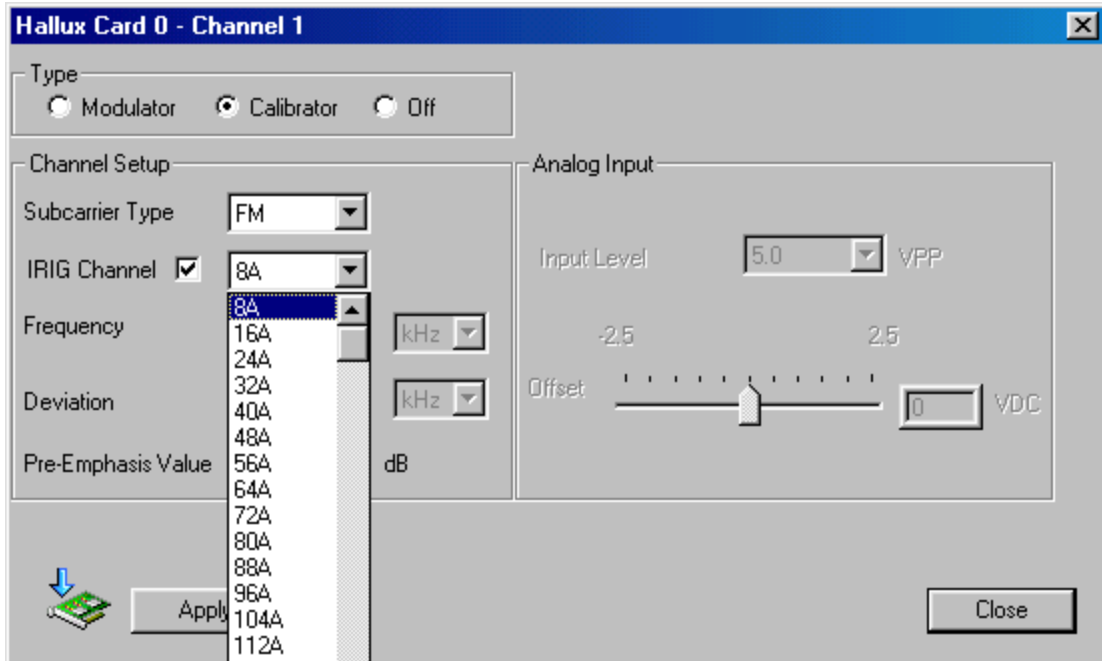 Hallux Card 0 - Channel 1
Type
Modulator Calibrator Off
Channel Setup
Subcarrier Type FM
IRIG Channel 8A
8A
16A
24A
32A
40A
48A
56A
64A
72A
80A
88A
96A
104A
112A
Frequency kHz
Deviation kHz
Pre-Emphasis Value dB
Analog Input
Input Level 5.0 VPP
-2.5 2.5
Offset 0 VDC
Apply
Close